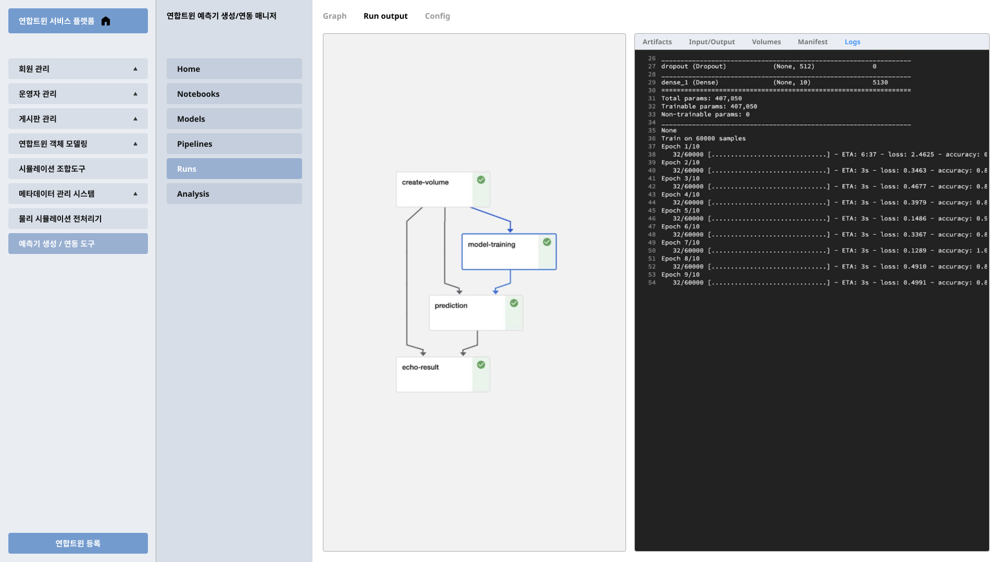 연합트윈 서비스 플랫폼
회원 관리
운영자 관리
게시판 관리
연합트윈 객체 모델링
시뮬레이션 조합도구
메타데이터 관리 시스템
물리 시뮬레이션 전처리기
예측기 생성 / 연동 도구
연합트윈 등록
연합트윈 예측기 생성/연동 매니저
Home
Notebooks
Models
Pipelines
Runs
Analysis
Graph Run output Config
create-volume
model-training
prediction
echo-result
Artifacts Input/Output Volumes Manifest Logs
26 _________________________________________________________________
27 dropout (Dropout) (None, 512) 0
28 _________________________________________________________________
29 dense_1 (Dense) (None, 10) 5130
30 =================================================================
31 Total params: 407,050
32 Trainable params: 407,050
33 Non-trainable params: 0
34 _________________________________________________________________
35 None
36 Train on 60000 samples
37 Epoch 1/10
38 32/60000 [..............................] - ETA: 6:37 - loss: 2.4625 - accuracy: 0
39 Epoch 2/10
40 32/60000 [..............................] - ETA: 3s - loss: 0.3463 - accuracy: 0.8
41 Epoch 3/10
42 32/60000 [..............................] - ETA: 3s - loss: 0.4677 - accuracy: 0.8
43 Epoch 4/10
44 32/60000 [..............................] - ETA: 3s - loss: 0.3979 - accuracy: 0.8
45 Epoch 5/10
46 32/60000 [..............................] - ETA: 3s - loss: 0.1486 - accuracy: 0.9
47 Epoch 6/10
48 32/60000 [..............................] - ETA: 3s - loss: 0.3367 - accuracy: 0.8
49 Epoch 7/10
50 32/60000 [..............................] - ETA: 3s - loss: 0.1289 - accuracy: 1.0
51 Epoch 8/10
52 32/60000 [..............................] - ETA: 3s - loss: 0.4910 - accuracy: 0.8
53 Epoch 9/10
54 32/60000 [..............................] - ETA: 3s - loss: 0.4991 - accuracy: 0.8